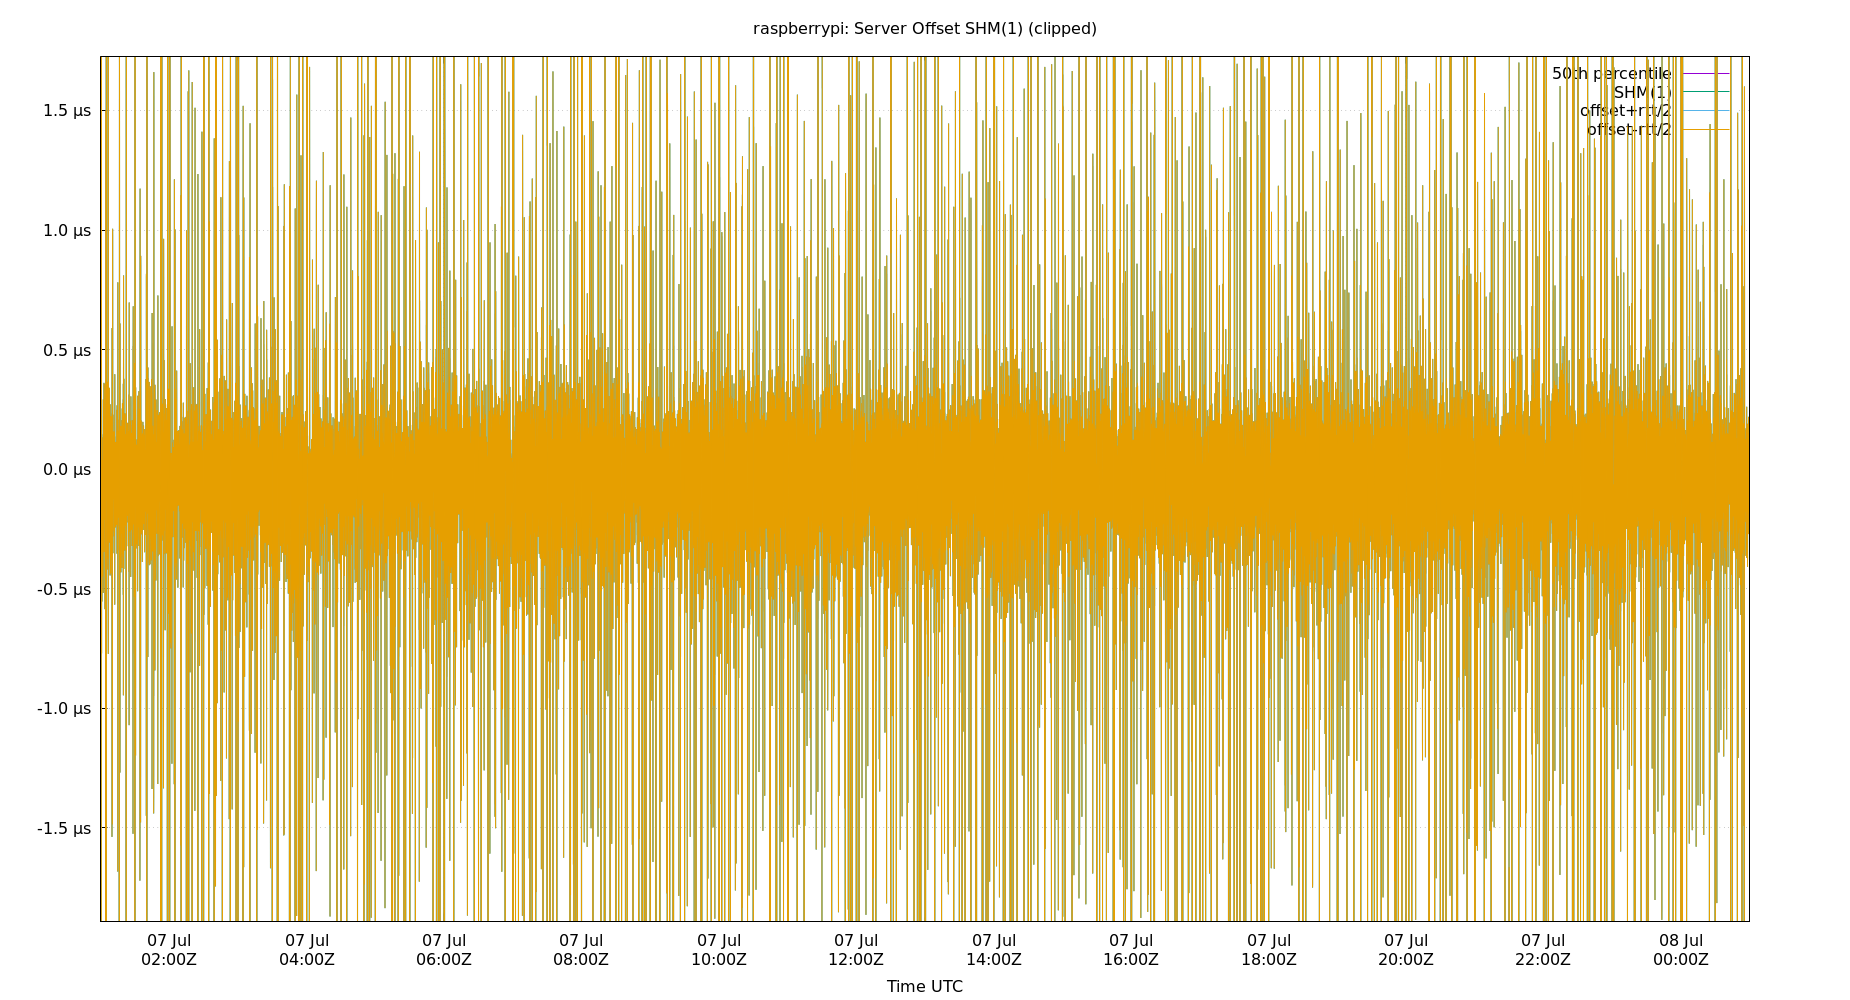 raspberrypi: Server Offset SHM(1) (clipped)
50th percentile
SHM(1)
offset+rtt/2
offset-rtt/2
1.5 µs
1.0 µs
0.5 µs
0.0 µs
-0.5 µs
-1.0 µs
-1.5 µs
07 Jul 07 Jul 07 Jul 07 Jul 07 Jul 07 Jul 07 Jul 07 Jul 07 Jul 07 Jul 07 Jul 08 Jul
02:00Z 04:00Z 06:00Z 08:00Z 10:00Z 12:00Z 14:00Z 16:00Z 18:00Z 20:00Z 22:00Z 00:00Z
Time UTC